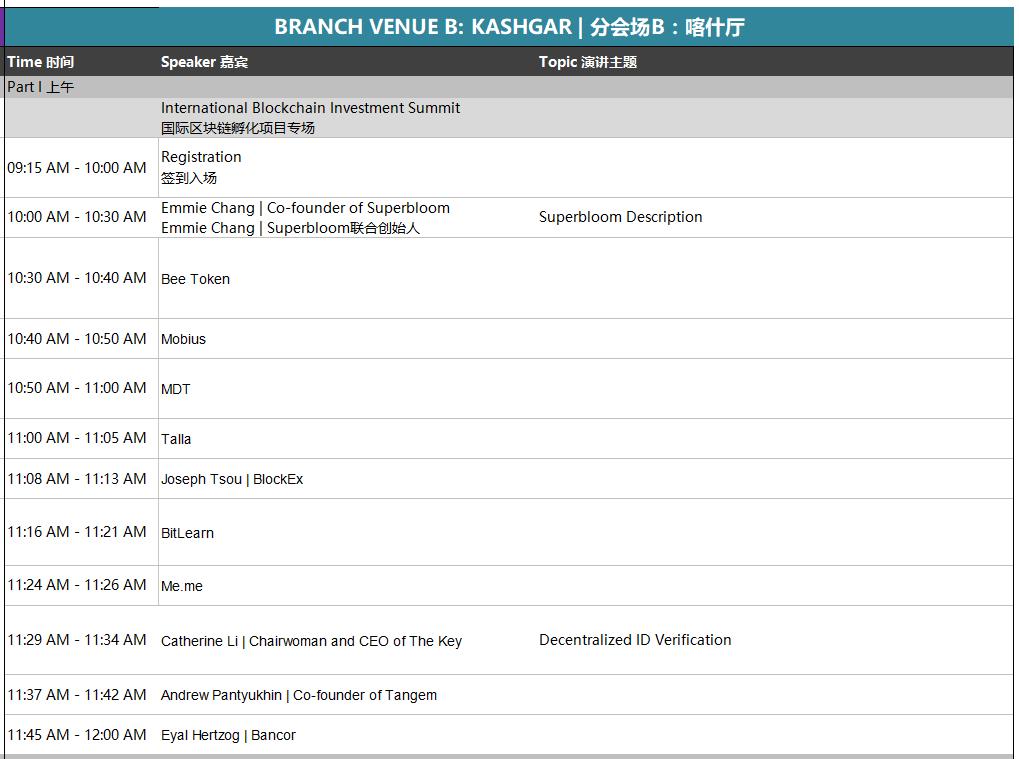 BRANCH VENUE B: KASHGAR | 分会场B：喀什厅
Time 时间 Speaker 嘉宾 Topic 演讲主题
Part I 上午
International Blockchain Investment Summit
国际区块链孵化项目专场
09:15 AM - 10:00 AM Registration
签到入场
10:00 AM - 10:30 AM Emmie Chang | Co-founder of Superbloom Superbloom Description
Emmie Chang | Superbloom联合创始人
10:30 AM - 10:40 AM Bee Token
10:40 AM - 10:50 AM Mobius
10:50 AM - 11:00 AM MDT
11:00 AM - 11:05 AM Talla
11:08 AM - 11:13 AM Joseph Tsou | BlockEx
11:16 AM - 11:21 AM BitLearn
11:24 AM - 11:26 AM Me.me
11:29 AM - 11:34 AM Catherine Li | Chairwoman and CEO of The Key Decentralized ID Verification
11:37 AM - 11:42 AM Andrew Pantyukhin | Co-founder of Tangem
11:45 AM - 12:00 AM Eyal Hertzog | Bancor